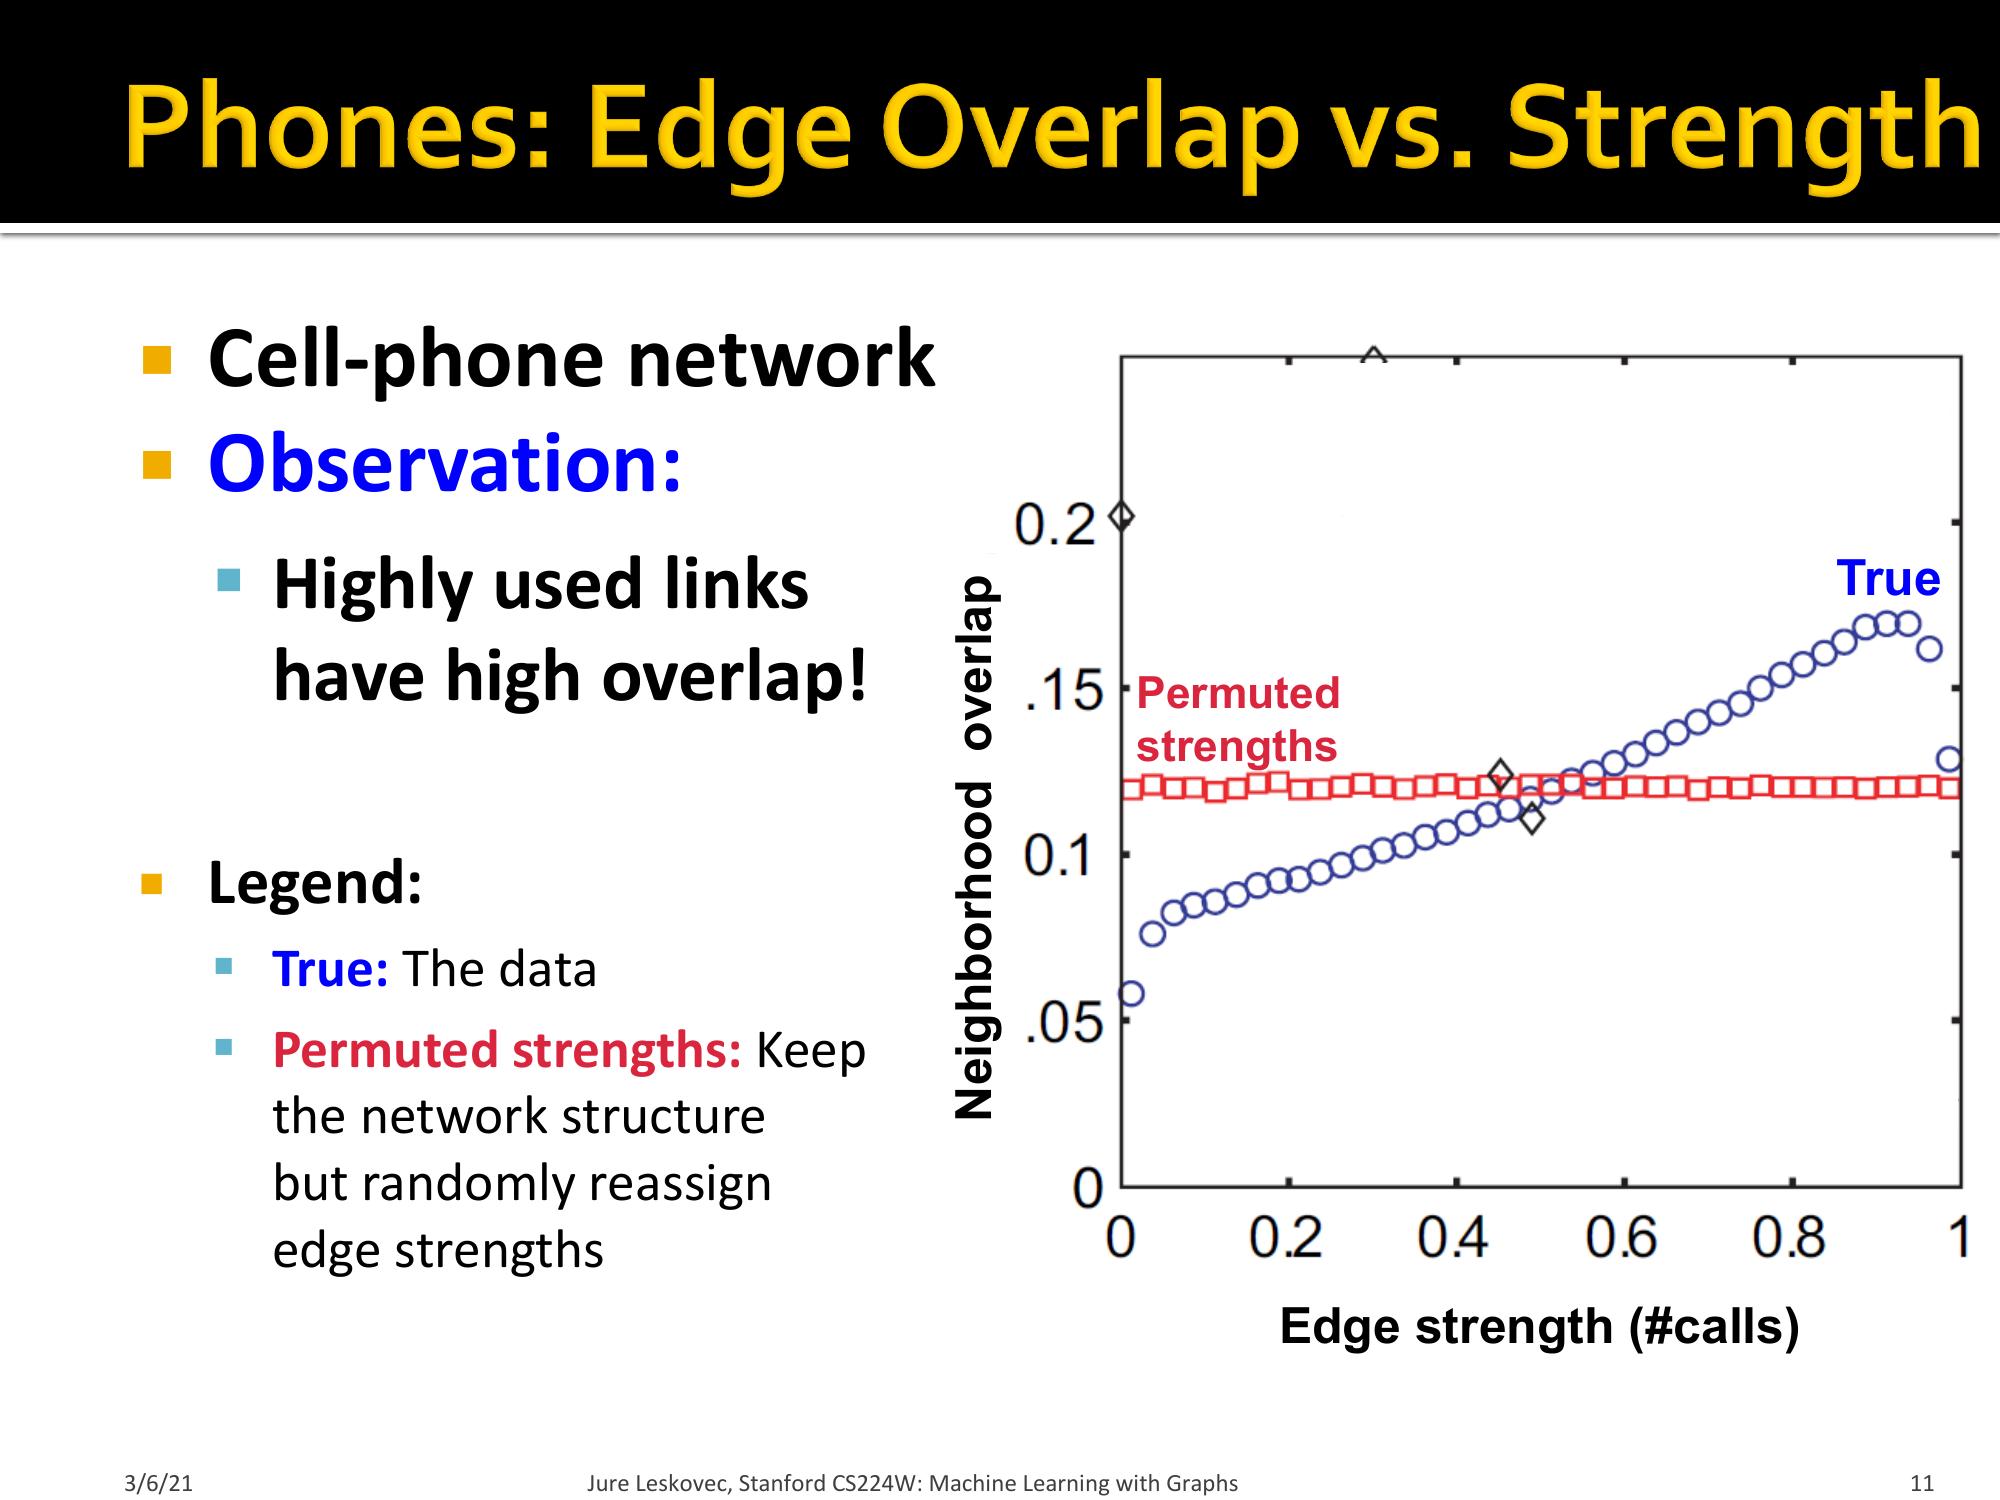 Phones: Edge Overlap vs. Strength
Cell-phone network
Observation:
Highly used links
have high overlap!
Legend:
True: The data
Permuted strengths: Keep
the network structure
but randomly reassign
edge strengths
Neighborhood overlap
0.2
.15
0.1
.05
0
True
Permuted
strengths
0 0.2 0.4 0.6 0.8 1
Edge strength (#calls)
3/6/21
Jure Leskovec, Stanford CS224W: Machine Learning with Graphs
11